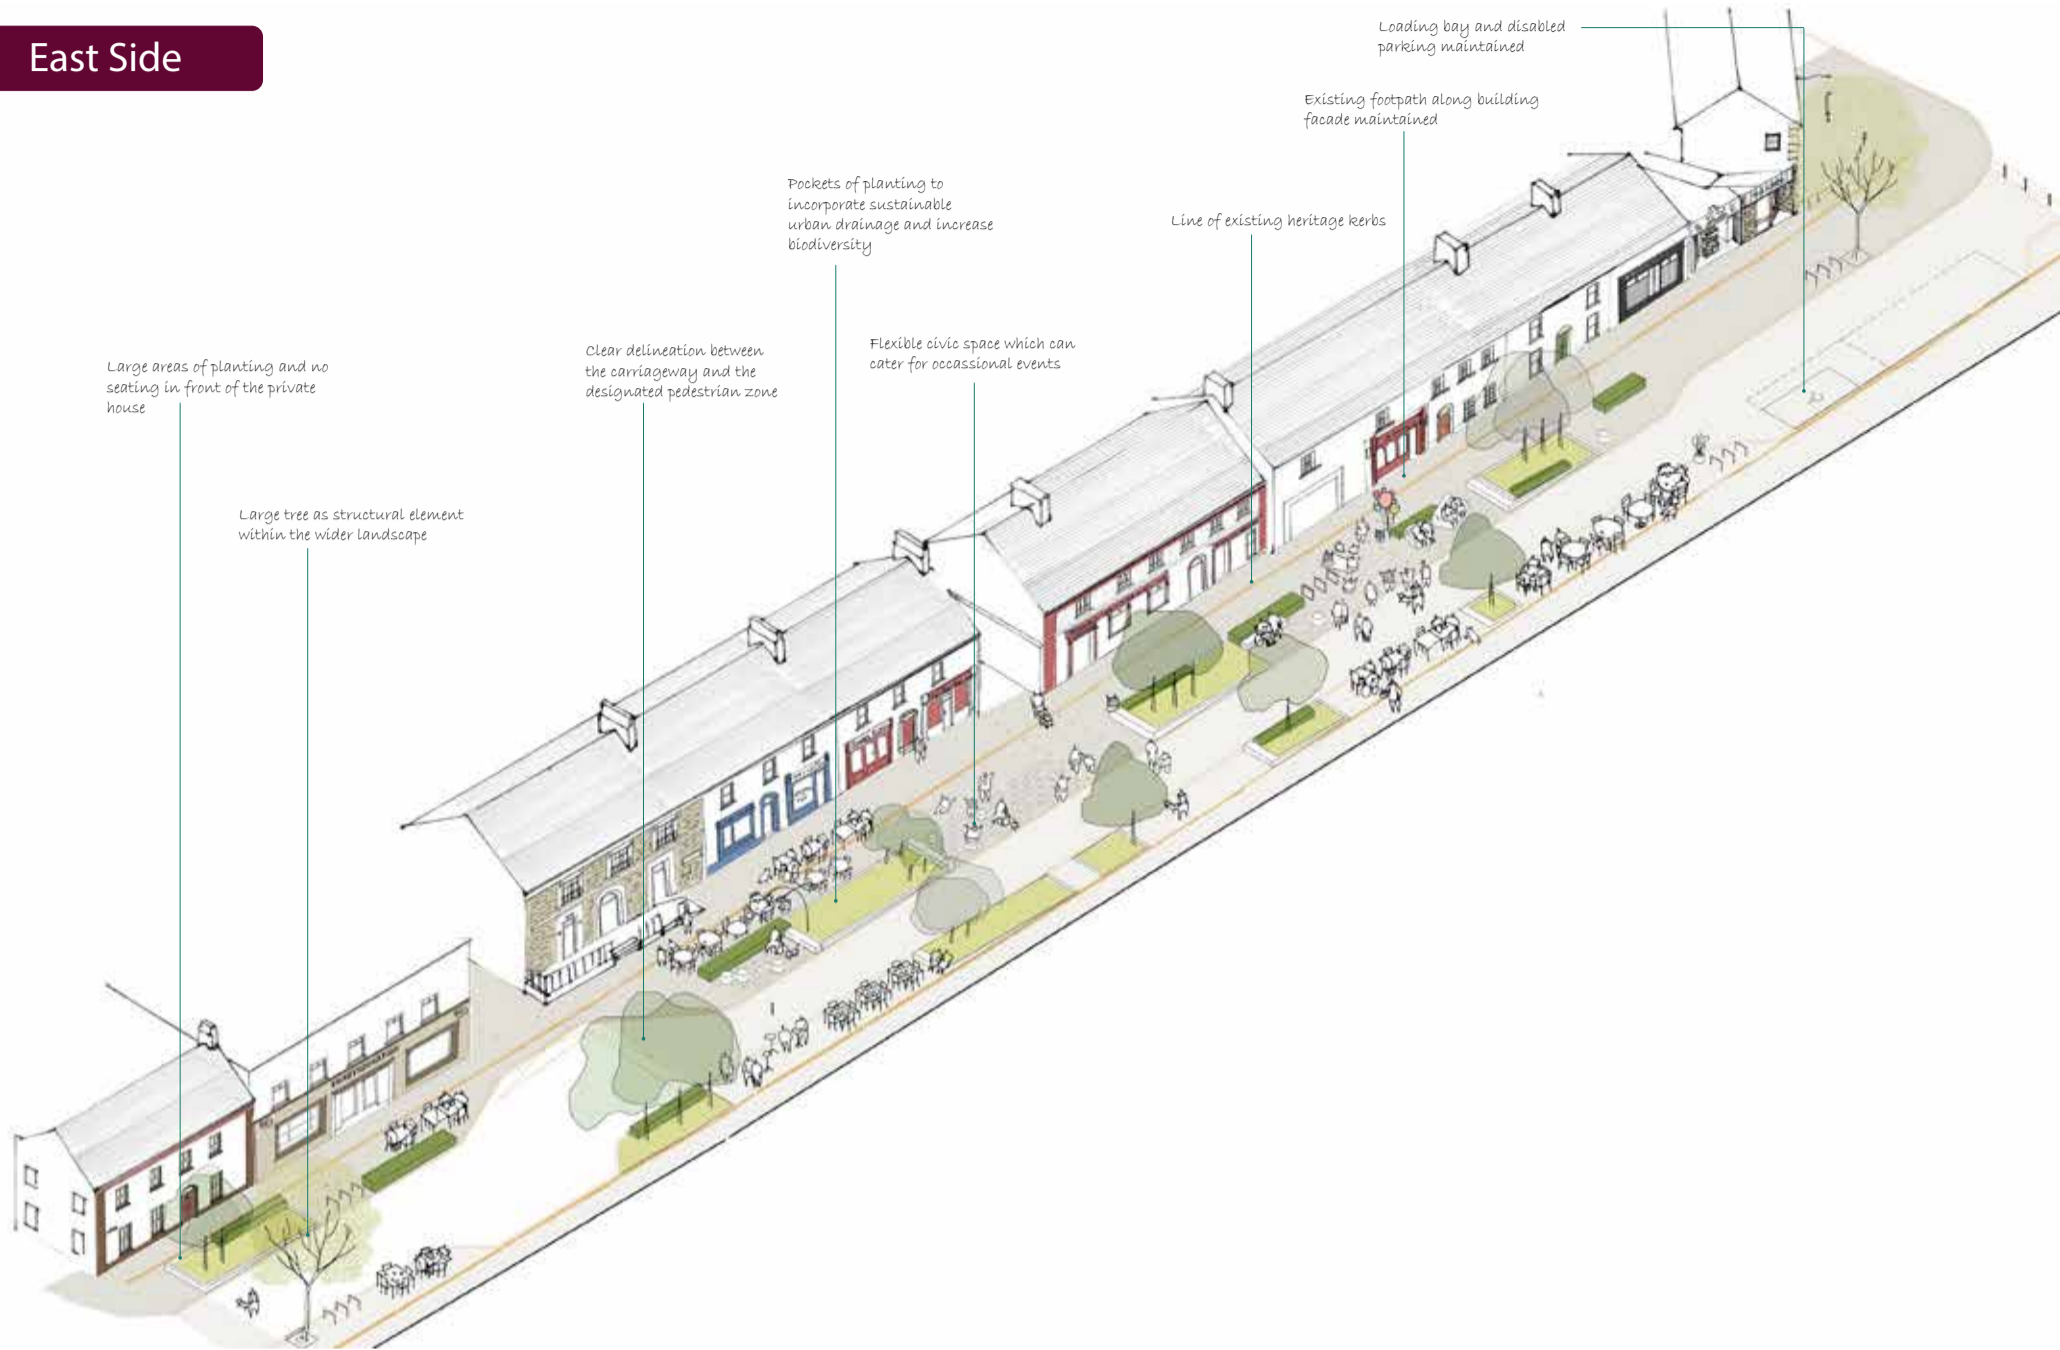 East Side
Loading bay and disabled
parking maintained
Existing footpath along building
facade maintained
Pockets of planting to
incorporate sustainable
urban drainage and increase
biodiversity
Line of existing heritage kerbs
Flexible civic space which can
cater for occassional events
Clear delineation between
the carriageway and the
designated pedestrian zone
Large areas of planting and no
seating in front of the private
house
Large tree as structural element
within the wider landscape